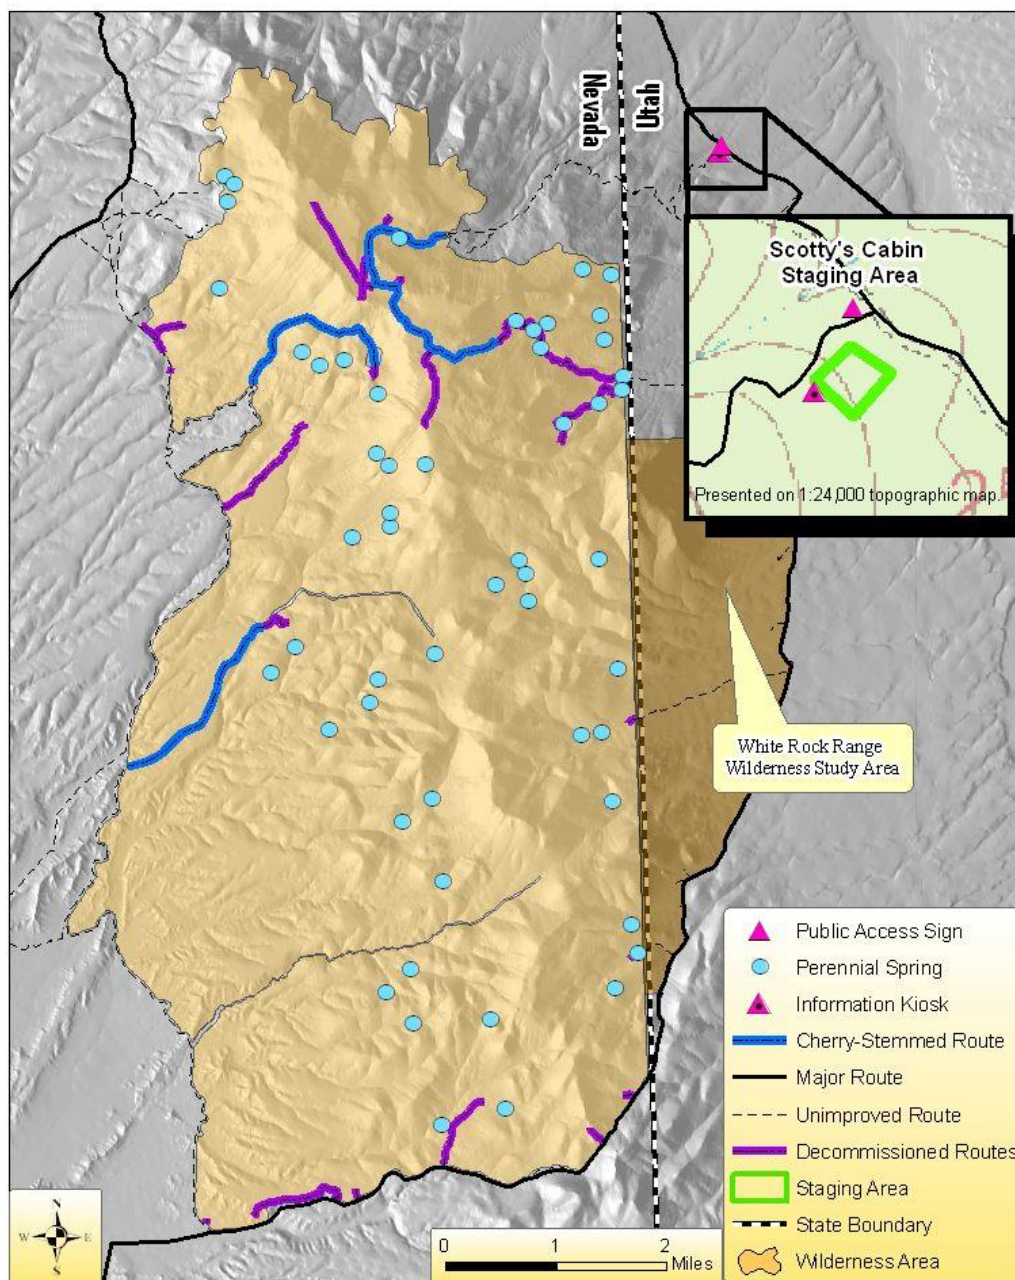 Nevada
Utah
Scotty's Cabin
Staging Area
2
Presented on 1:24,000 topographic map.
White Rock Range
Wilderness Study Area
Public Access Sign
Perennial Spring
Information Kiosk
Cherry-Stemmed Route
Major Route
Unimproved Route
Decommissioned Routes
Staging Area
State Boundary
Wilderness Area
N
W E
S
0 1 2
Miles